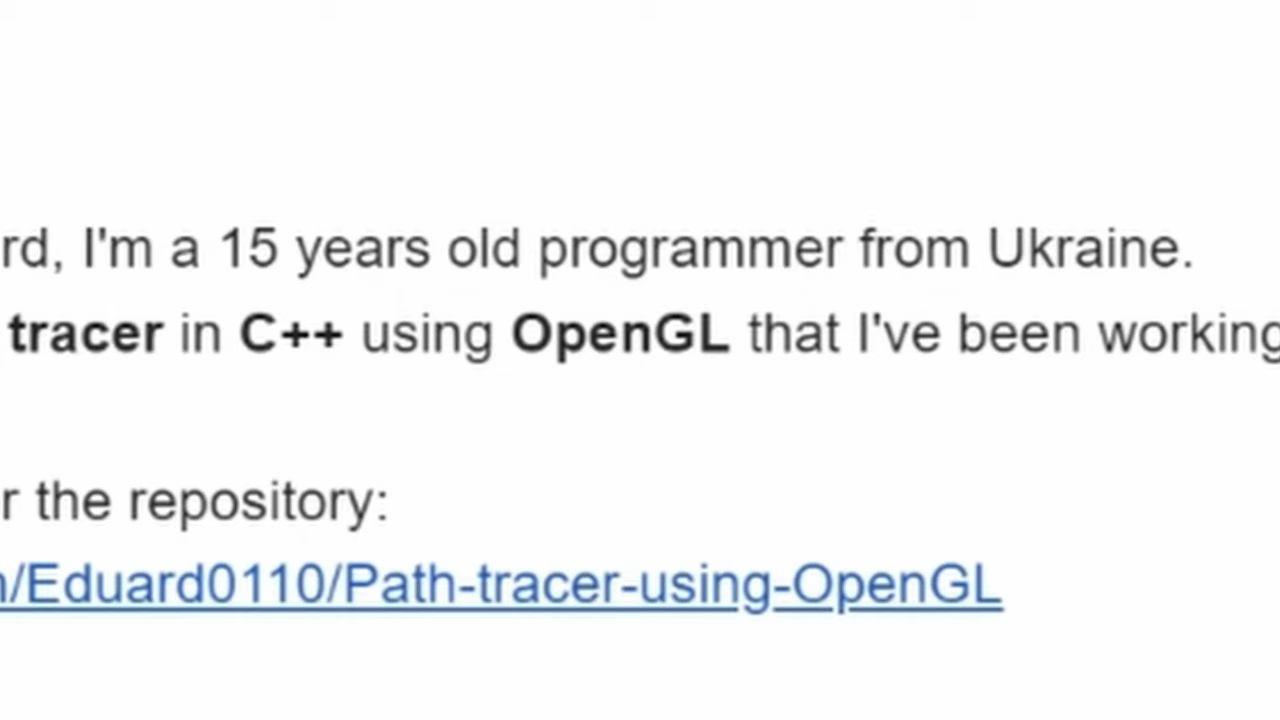 rd, I'm a 15 years old programmer from Ukraine.
tracer in C++ using OpenGL that I've been working
r the repository:
/Eduard0110/Path-tracer-using-OpenGL